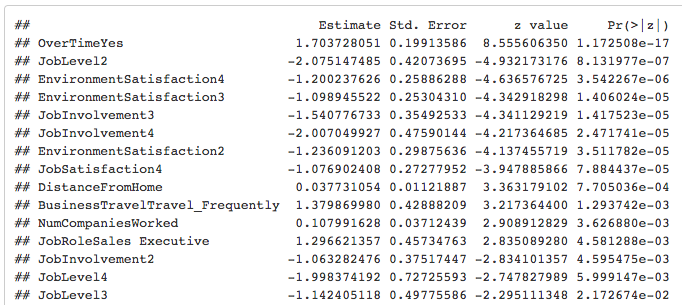 ## Estimate Std. Error z value Pr(>|z|)
## OverTimeYes 1.703728051 0.19913586 8.555606350 1.172508e-17
## JobLevel2 -2.075147485 0.42073695 -4.932173176 8.131977e-07
## EnvironmentSatisfaction4 -1.200237626 0.25886288 -4.636576725 3.542267e-06
## EnvironmentSatisfaction3 -1.098945522 0.25304310 -4.342918298 1.406024e-05
## JobInvolvement3 -1.540776733 0.35492533 -4.341129219 1.417523e-05
## JobInvolvement4 -2.007049927 0.47590144 -4.217364685 2.471741e-05
## EnvironmentSatisfaction2 -1.236091203 0.29875636 -4.137455719 3.511782e-05
## JobSatisfaction4 -1.076902408 0.27277952 -3.947885866 7.884437e-05
## DistanceFromHome 0.037731054 0.01121887 3.363179102 7.705036e-04
## BusinessTravelTravel_Frequently 1.379869980 0.42888209 3.217364400 1.293742e-03
## NumCompaniesWorked 0.107991628 0.03712439 2.908912829 3.626880e-03
## JobRoleSales Executive 1.296621357 0.45734763 2.835089280 4.581288e-03
## JobInvolvement2 -1.063282476 0.37517447 -2.834101357 4.595475e-03
## JobLevel4 -1.998374192 0.72725593 -2.747827989 5.999147e-03
## JobLevel3 -1.142405118 0.49775586 -2.295111348 2.172674e-02